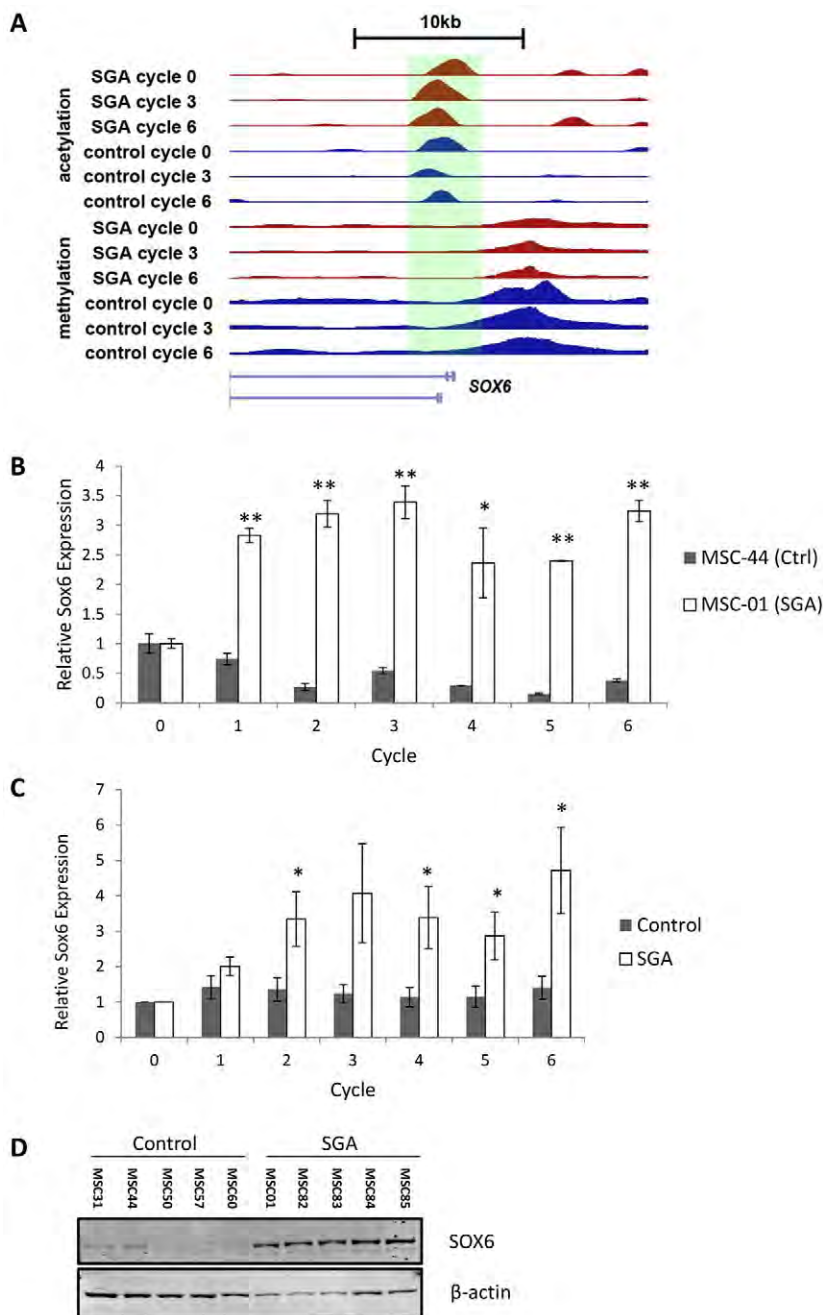 A
10kb
acetylation
SGA cycle 0
SGA cycle 3
SGA cycle 6
control cycle 0
control cycle 3
control cycle 6
methylation
SGA cycle 0
SGA cycle 3
SGA cycle 6
control cycle 0
control cycle 3
control cycle 6
SOX6
B
Relative Sox6 Expression
4
3.5
3
2.5
2
1.5
1
0.5
0
** ** ** * ** **
0 1 2 3 4 5 6
Cycle
MSC-44 (Ctrl)
MSC-01 (SGA)
C
Relative Sox6 Expression
7
6
5
4
3
2
1
0
* * * *
0 1 2 3 4 5 6
Cycle
Control
SGA
D
Control SGA
MSC31 MSC44 MSC50 MSC57 MSC60 MSC01 MSC82 MSC83 MSC84 MSC85
SOX6
β-actin